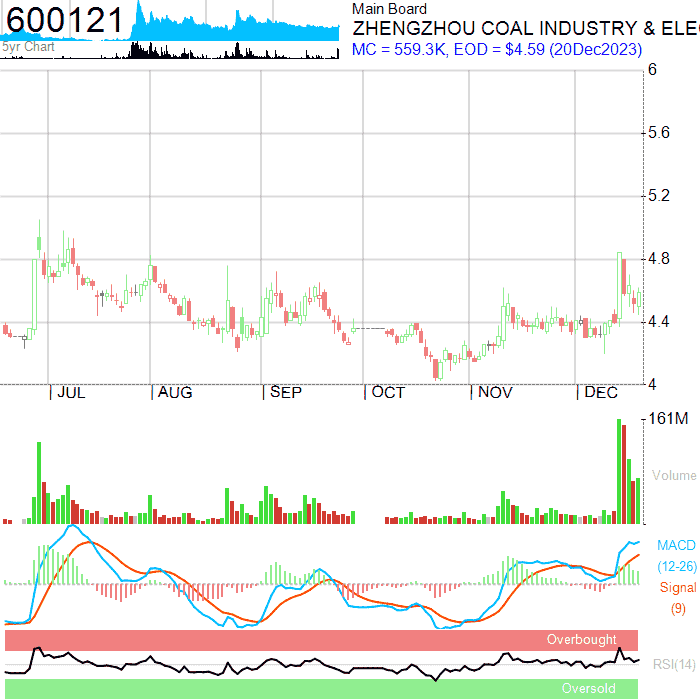 600121
5yr Chart
Main Board
ZHENGZHOU COAL INDUSTRY & ELEC
MC = 559.3K, EOD = $4.59 (20Dec2023)
6
5.6
5.2
4.8
4.4
4
JUL AUG SEP OCT NOV DEC
161M
Volume
MACD
(12-26)
Signal
(9)
Overbought
RSI(14)
Oversold